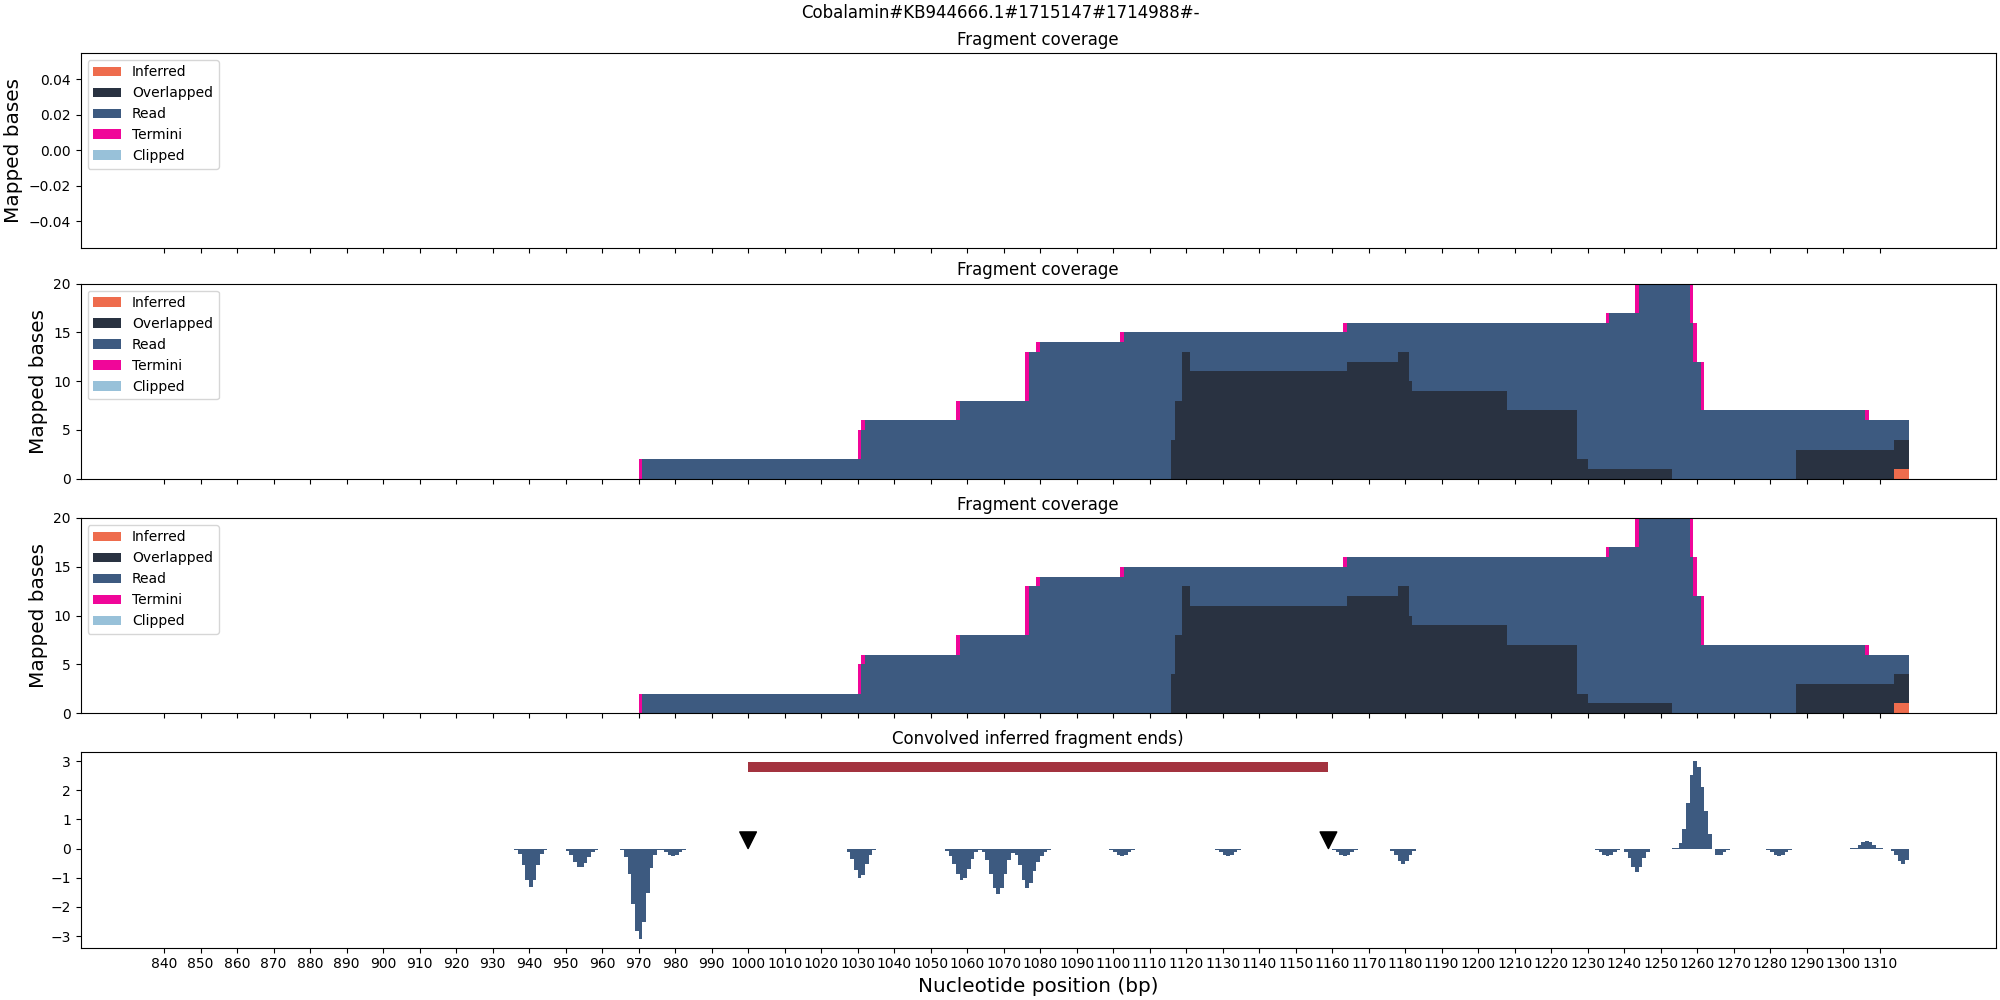 Cobalamin#KB944666.1#1715147#1714988#-
Fragment coverage
Mapped bases
0.04
0.02
0.00
−0.02
−0.04
Inferred
Overlapped
Read
Termini
Clipped
Fragment coverage
Mapped bases
20
15
10
5
0
Inferred
Overlapped
Read
Termini
Clipped
Fragment coverage
Mapped bases
20
15
10
5
0
Inferred
Overlapped
Read
Termini
Clipped
Convolved inferred fragment ends)
3
2
1
0
−1
−2
−3
840 850 860 870 880 890 900 910 920 930 940 950 960 970 980 990 1000 1010 1020 1030 1040 1050 1060 1070 1080 1090 1100 1110 1120 1130 1140 1150 1160 1170 1180 1190 1200 1210 1220 1230 1240 1250 1260 1270 1280 1290 1300 1310
Nucleotide position (bp)